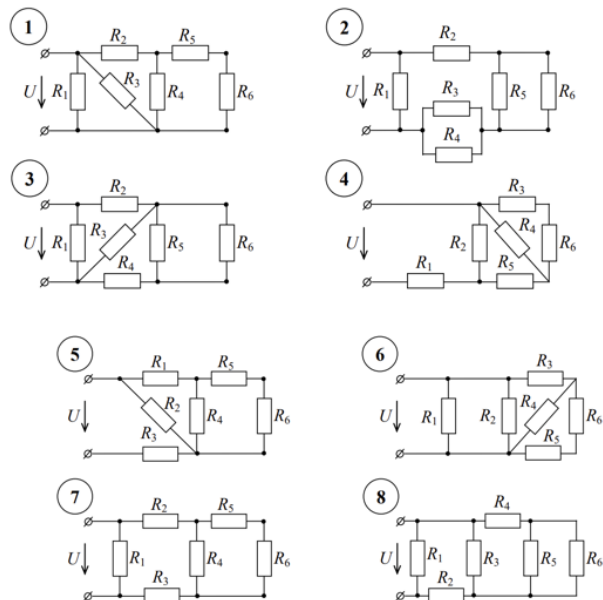 1 2
R2 R5 R2
U R1 R3 R4 R6 U R1 R3 R5 R6
R4
3 4
R2 R3
U R1 R3 R5 R6 U R2 R4 R6
R4 R1 R5
5 6
R1 R5 R3
U R2 R4 R6 U R1 R2 R4 R6
R3 R5
7 8
R2 R5 R4
U R1 R4 R6 U R1 R3 R5 R6
R3 R2